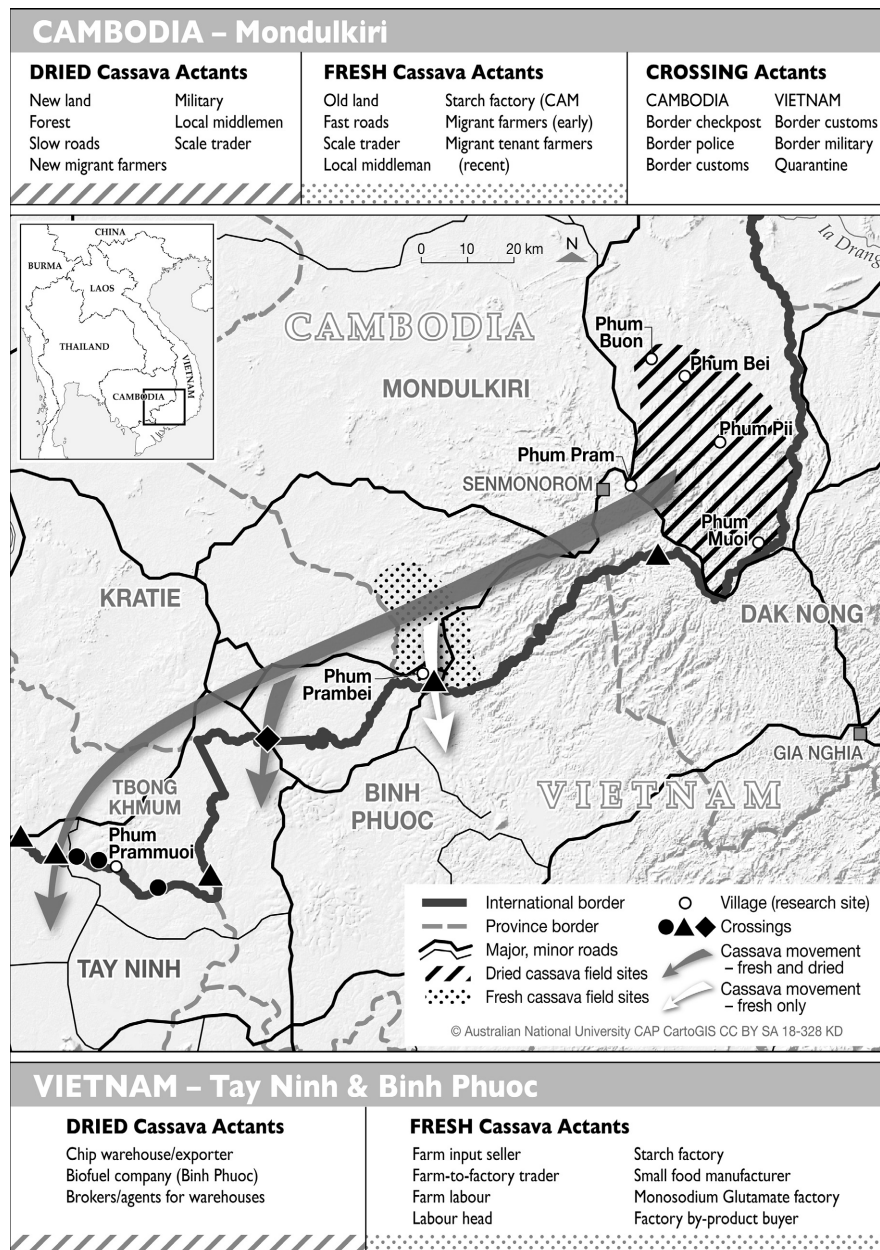 CAMBODIA – Mondulkiri
DRIED Cassava Actants
New land
Forest
Slow roads
New migrant farmers
Military
Local middlemen
Scale trader
FRESH Cassava Actants
Old land
Fast roads
Scale trader
Local middleman
Starch factory (CAM
Migrant farmers (early)
Migrant tenant farmers
(recent)
CROSSING Actants
CAMBODIA
Border checkpost
Border police
Border customs
VIETNAM
Border customs
Border military
Quarantine
CHINA
BURMA
LAOS
THAILAND
VIETNAM
CAMBODIA
0 10 20 km
N
Ia Drang
CAMBODIA
MONDULKIRI
Phum
Buon
Phum Bei
Phum Pii
Phum Pram
SENMONOROM
Phum
Muoi
KRATIE
DAK NONG
Phum
Prambei
GIA NGHIA
TBONG
KHMUM
BINH
PHUOC
VIETNAM
Phum
Prammuoi
TAY NINH
International border
Province border
Major, minor roads
Dried cassava field sites
Fresh cassava field sites
Village (research site)
Crossings
Cassava movement
– fresh and dried
Cassava movement
– fresh only
© Australian National University CAP CartoGIS CC BY SA 18-328 KD
VIETNAM – Tay Ninh & Binh Phuoc
DRIED Cassava Actants
Chip warehouse/exporter
Biofuel company (Binh Phuoc)
Brokers/agents for warehouses
FRESH Cassava Actants
Farm input seller
Farm-to-factory trader
Farm labour
Labour head
Starch factory
Small food manufacturer
Monosodium Glutamate factory
Factory by-product buyer